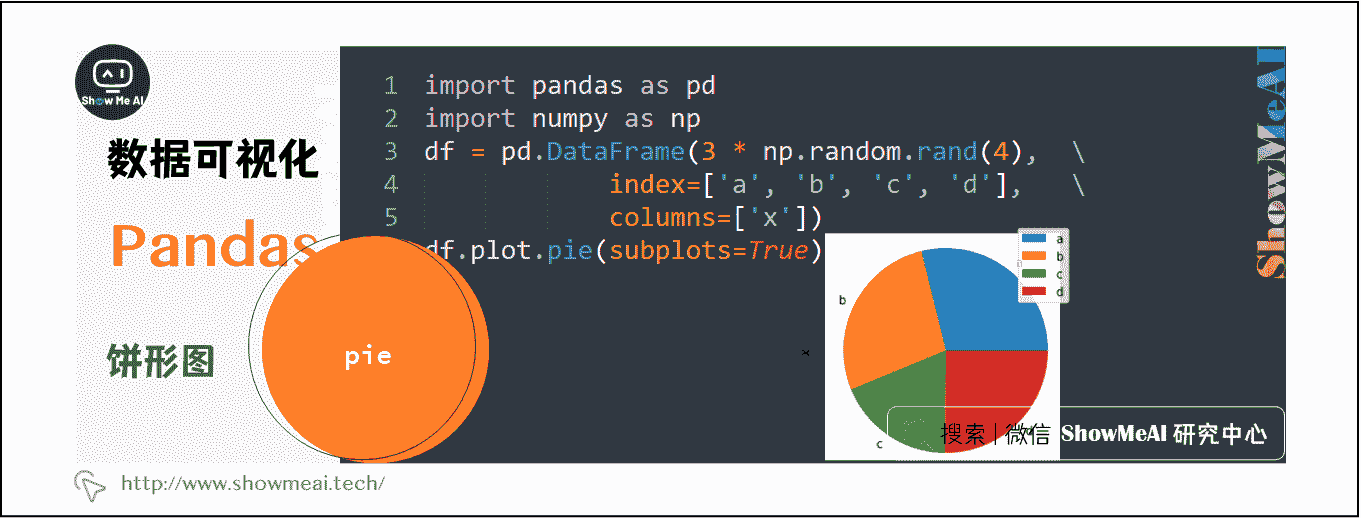 Show Me AI
数据可视化
Pandas
饼形图
pie
1 import pandas as pd
2 import numpy as np
3 df = pd.DataFrame(3 * np.random.rand(4), \
4 index=['a', 'b', 'c', 'd'], \
5 columns=['x'])
df.plot.pie(subplots=True)
a
b
c
d
b
x
c
搜索 | 微信 ShowMeAI 研究中心
ShowMeAI
http://www.showmeai.tech/